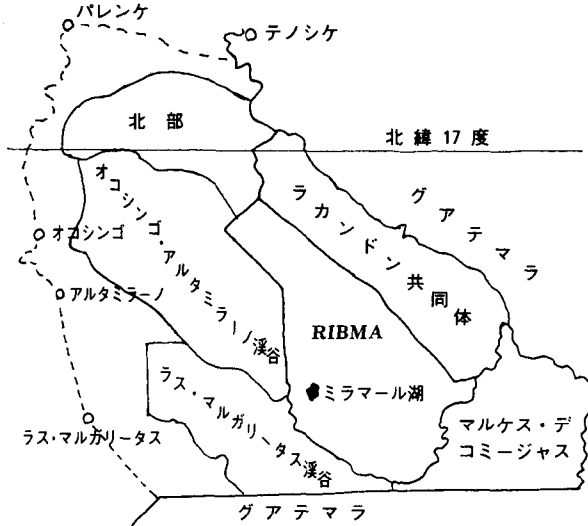 パレンケ
テノシケ
北部
北緯17度
オコシンゴ・アルタミラーノ渓谷
ラカンドン共同体
グアテマラ
オコシンゴ
アルタミラーノ
RIBMA
ミラマール湖
ラス・マルガリータス渓谷
ラス・マルガリータス
マルケス・デ
コミージャス
グアテマラ